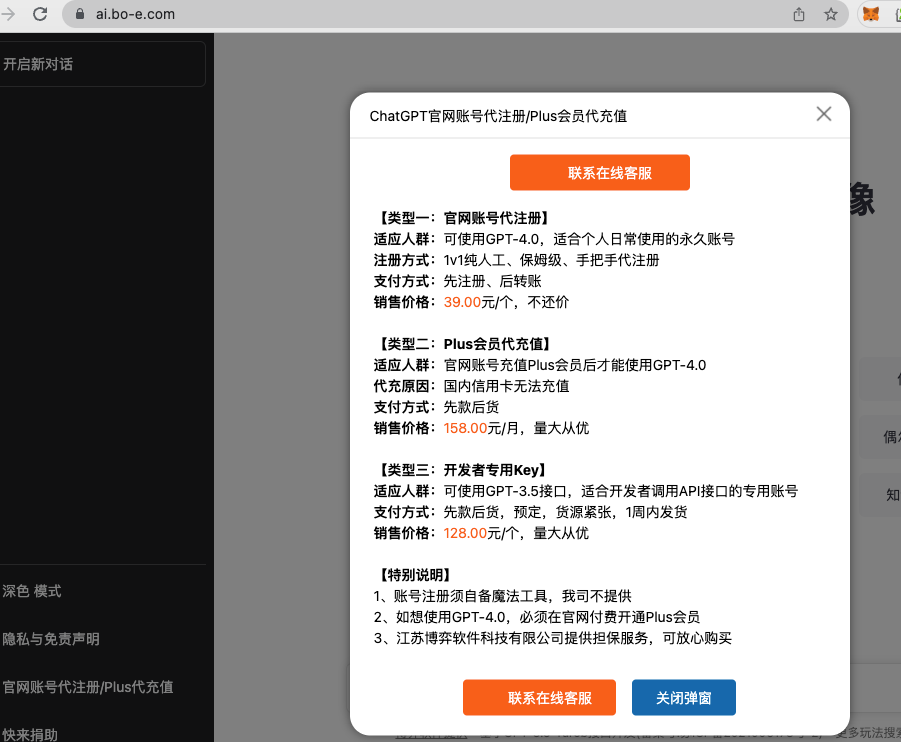 ai.bo-e.com
开启新对话
ChatGPT官网账号代注册/Plus会员代充值
联系在线客服
像
【类型一：官网账号代注册】
适应人群：可使用GPT-4.0，适合个人日常使用的永久账号
注册方式：1v1纯人工、保姆级、手把手代注册
支付方式：先注册、后转账
销售价格：39.00元/个，不还价
【类型二：Plus会员代充值】
适应人群：官网账号充值Plus会员后才能使用GPT-4.0
代充原因：国内信用卡无法充值
支付方式：先款后货
销售价格：158.00元/月，量大从优
【类型三：开发者专用Key】
适应人群：可使用GPT-3.5接口，适合开发者调用API接口的专用账号
支付方式：先款后货，预定，货源紧张，1周内发货
销售价格：128.00元/个，量大从优
【特别说明】
1、账号注册须自备魔法工具，我司不提供
2、如想使用GPT-4.0，必须在官网付费开通Plus会员
3、江苏博弈软件科技有限公司提供担保服务，可放心购买
联系在线客服
关闭弹窗
偶尔
知
深色 模式
隐私与免责声明
官网账号代注册/Plus代充值
快来捐助
更多玩法搜索